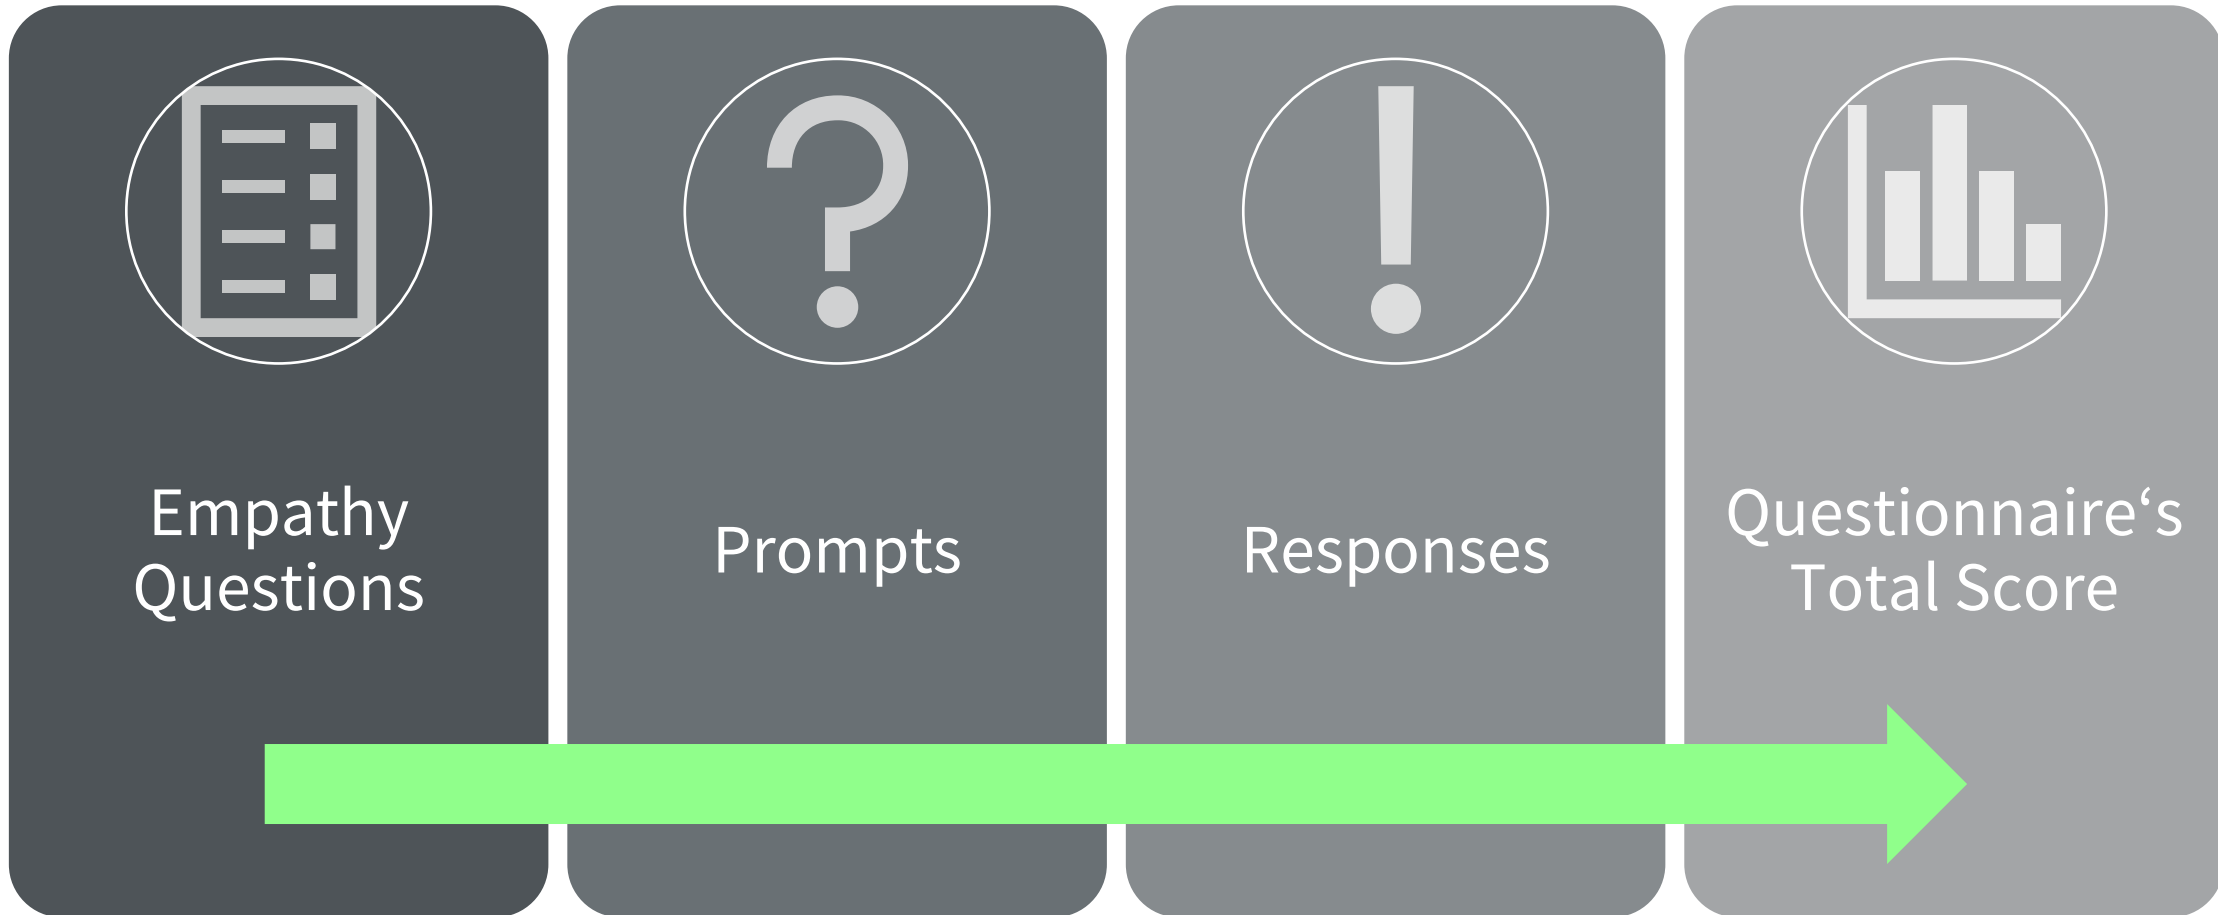 Empathy
Questions
Prompts
Responses
Questionnaire‘s
Total Score